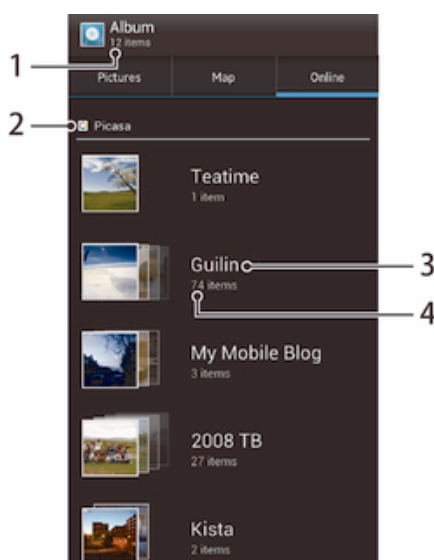 Album
12 items
1
Pictures Map Online
2
Picasa
Teatime
1 item
Guilin
3
74 items
4
My Mobile Blog
3 items
2008 TB
27 items
Kista
2 items